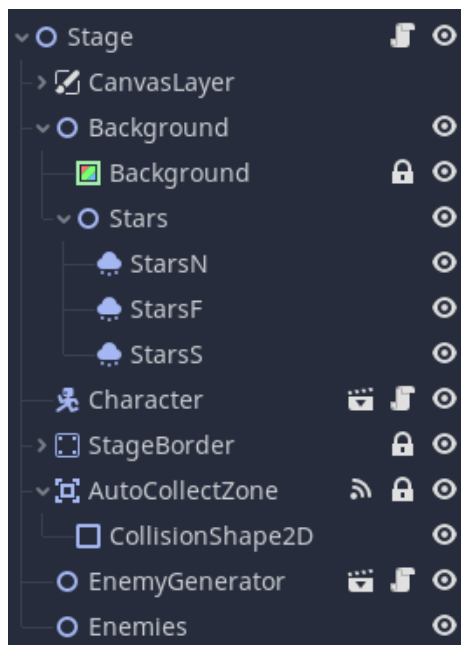 Stage
CanvasLayer
Background
Background
Stars
StarsN
StarsF
StarsS
Character
StageBorder
AutoCollectZone
CollisionShape2D
EnemyGenerator
Enemies